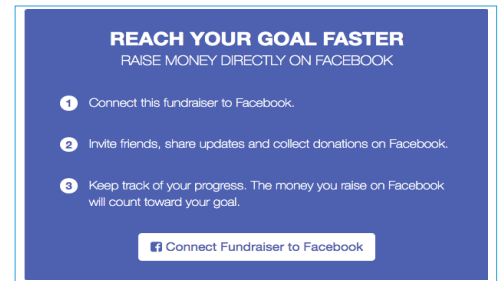 REACH YOUR GOAL FASTER
RAISE MONEY DIRECTLY ON FACEBOOK
1 Connect this fundraiser to Facebook.
2 Invite friends, share updates and collect donations on Facebook.
3 Keep track of your progress. The money you raise on Facebook
will count toward your goal.
Connect Fundraiser to Facebook